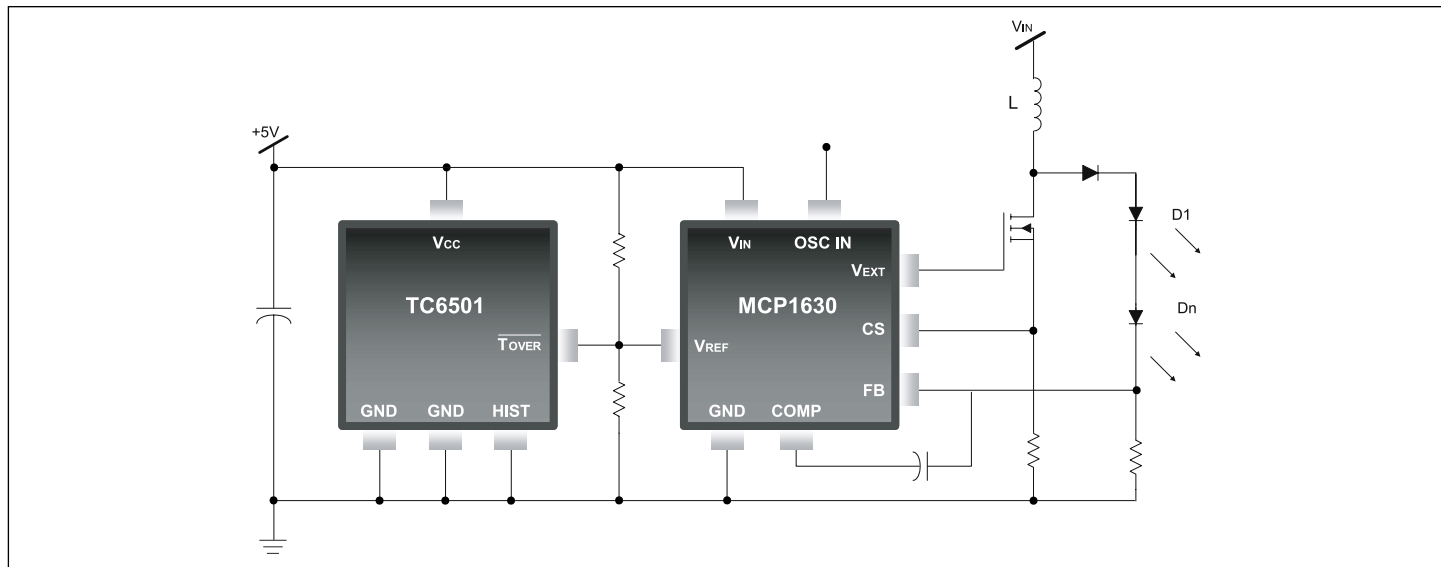 VIN
L
+5V
VCC
TC6501
TOVER
GND GND HIST
VIN OSC IN
VEXT
MCP1630
CS
VREF
FB
GND COMP
D1
Dn